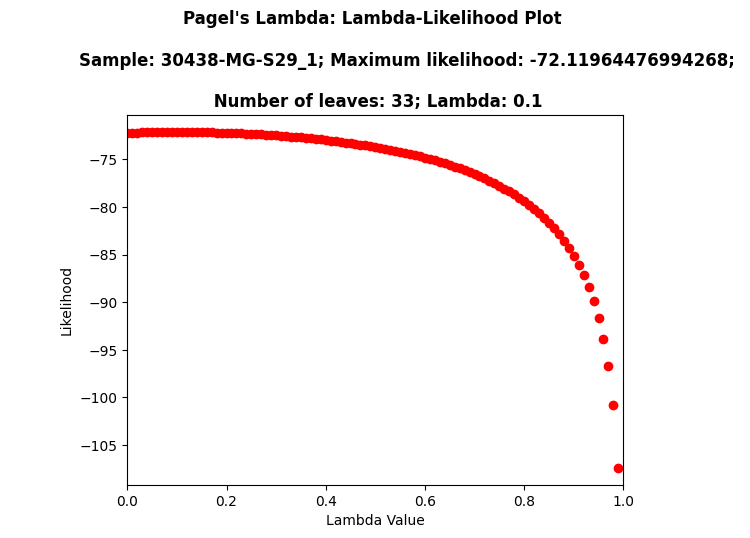 Pagel's Lambda: Lambda-Likelihood Plot
Sample: 30438-MG-S29_1; Maximum likelihood: -72.11964476994268;
Number of leaves: 33; Lambda: 0.1
−75
−80
−85
−90
−95
−100
−105
Likelihood
0.0 0.2 0.4 0.6 0.8 1.0
Lambda Value